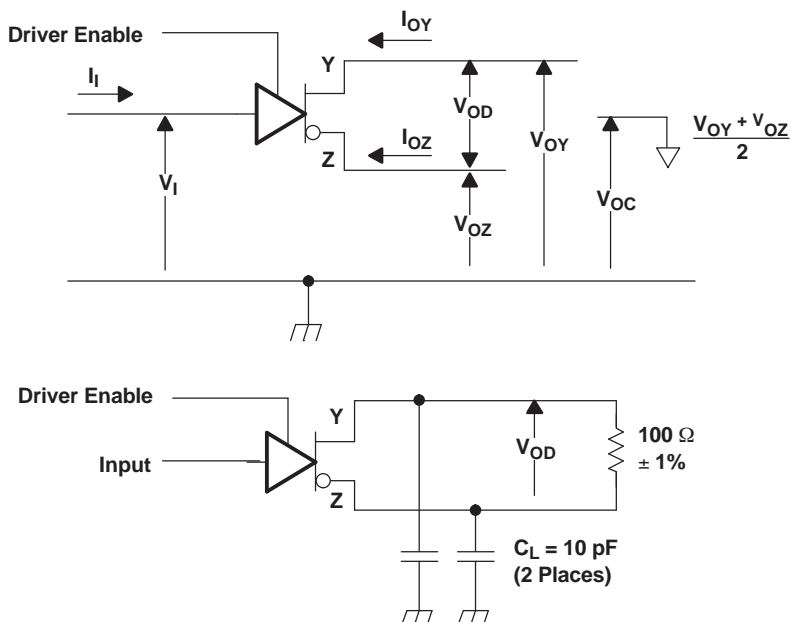 Driver Enable
I_OY
I_I
Y
V_OD
V_OY
V_OY + V_OZ
2
I_OZ
Z
V_I
V_OZ
V_OC
Driver Enable
Y
Input
V_OD
100 Ω
± 1%
Z
C_L = 10 pF
(2 Places)